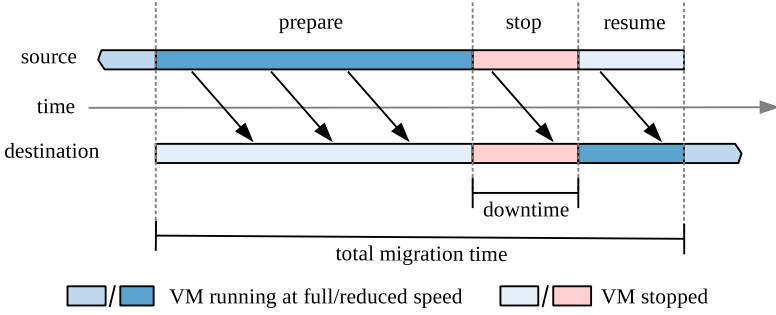 prepare
stop
resume
source
time
destination
downtime
total migration time
/ VM running at full/reduced speed
/ VM stopped